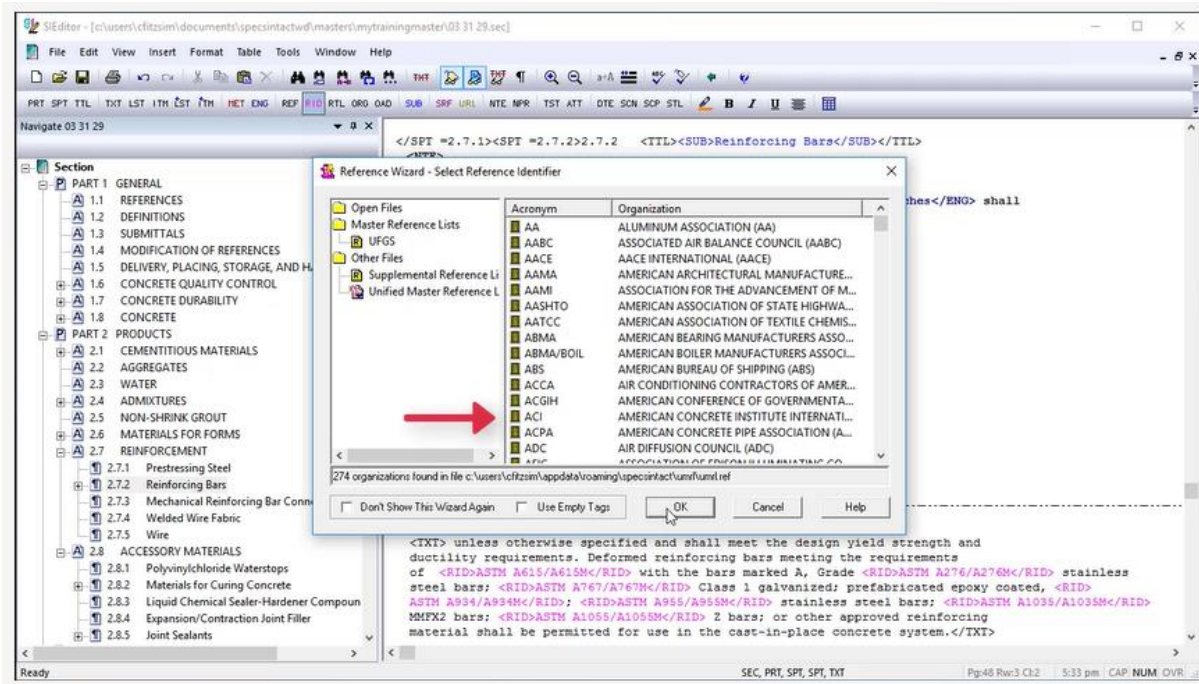 SIEditor - [c:\users\cfitzsim\documents\specsintactwd\masters\mytrainingmaster\03 31 29.sec]
File Edit View Insert Format Table Tools Window Help
PRT SPT TTL TXT LST ITM LST ITM MET ENG REF RID RTL ORG OAD SUB SRF URL NTE NPR TST ATT DTE SCN SCP STL B I U
Navigate 03 31 29
Section
PART 1 GENERAL
1.1 REFERENCES
1.2 DEFINITIONS
1.3 SUBMITTALS
1.4 MODIFICATION OF REFERENCES
1.5 DELIVERY, PLACING, STORAGE, AND
1.6 CONCRETE QUALITY CONTROL
1.7 CONCRETE DURABILITY
1.8 CONCRETE
PART 2 PRODUCTS
2.1 CEMENTITIOUS MATERIALS
2.2 AGGREGATES
2.3 WATER
2.4 ADMIXTURES
2.5 NON-SHRINK GROUT
2.6 MATERIALS FOR FORMS
2.7 REINFORCEMENT
2.7.1 Prestressing Steel
2.7.2 Reinforcing Bars
2.7.3 Mechanical Reinforcing Bar Conn
2.7.4 Welded Wire Fabric
2.7.5 Wire
2.8 ACCESSORY MATERIALS
2.8.1 Polyvinylchloride Waterstops
2.8.2 Materials for Curing Concrete
2.8.3 Liquid Chemical Sealer-Hardener Compoun
2.8.4 Expansion/Contraction Joint Filler
2.8.5 Joint Sealants
</SPT =2.7.1><SPT =2.7.2>2.7.2 <TTL><SUB>Reinforcing Bars</SUB></TTL>
hes</ENG> shall
Reference Wizard - Select Reference Identifier
Open Files
Master Reference Lists
UFGS
Other Files
Supplemental Reference Li
Unified Master Reference L
Acronym Organization
AA ALUMINUM ASSOCIATION (AA)
AABC ASSOCIATED AIR BALANCE COUNCIL (AABC)
AACE AACE INTERNATIONAL (AACE)
AAMA AMERICAN ARCHITECTURAL MANUFACTURE...
AAMI ASSOCIATION FOR THE ADVANCEMENT OF M...
AASHTO AMERICAN ASSOCIATION OF STATE HIGHWA...
AATCC AMERICAN ASSOCIATION OF TEXTILE CHEMIS...
ABMA AMERICAN BEARING MANUFACTURERS ASSO...
ABMA/BOIL AMERICAN BOILER MANUFACTURERS ASSOCI...
ABS AMERICAN BUREAU OF SHIPPING (ABS)
ACCA AIR CONDITIONING CONTRACTORS OF AMER...
ACGIH AMERICAN CONFERENCE OF GOVERNMENTA...
ACI AMERICAN CONCRETE INSTITUTE INTERNATI...
ACPA AMERICAN CONCRETE PIPE ASSOCIATION (A...
ADC AIR DIFFUSION COUNCIL (ADC)
274 organizations found in file c:\users\cfitzsim\appdata\roaming\specsintact\umrl\umrl.ref
Don't Show This Wizard Again Use Empty Tags OK Cancel Help
<TXT> unless otherwise specified and shall meet the design yield strength and
ductility requirements. Deformed reinforcing bars meeting the requirements
of <RID>ASTM A615/A615M</RID> with the bars marked A, Grade <RID>ASTM A276/A276M</RID> stainless
steel bars; <RID>ASTM A767/A767M</RID> Class 1 galvanized; prefabricated epoxy coated, <RID>
ASTM A934/A934M</RID>; <RID>ASTM A955/A955M</RID> stainless steel bars; <RID>ASTM A1035/A1035M</RID>
MMFX2 bars; <RID>ASTM A1055/A1055M</RID> Z bars; or other approved reinforcing
material shall be permitted for use in the cast-in-place concrete system.</TXT>
Ready SEC, PRT, SPT, SPT, TXT Pg:48 Rw:3 Cl:2 5:33 pm CAP NUM OVR